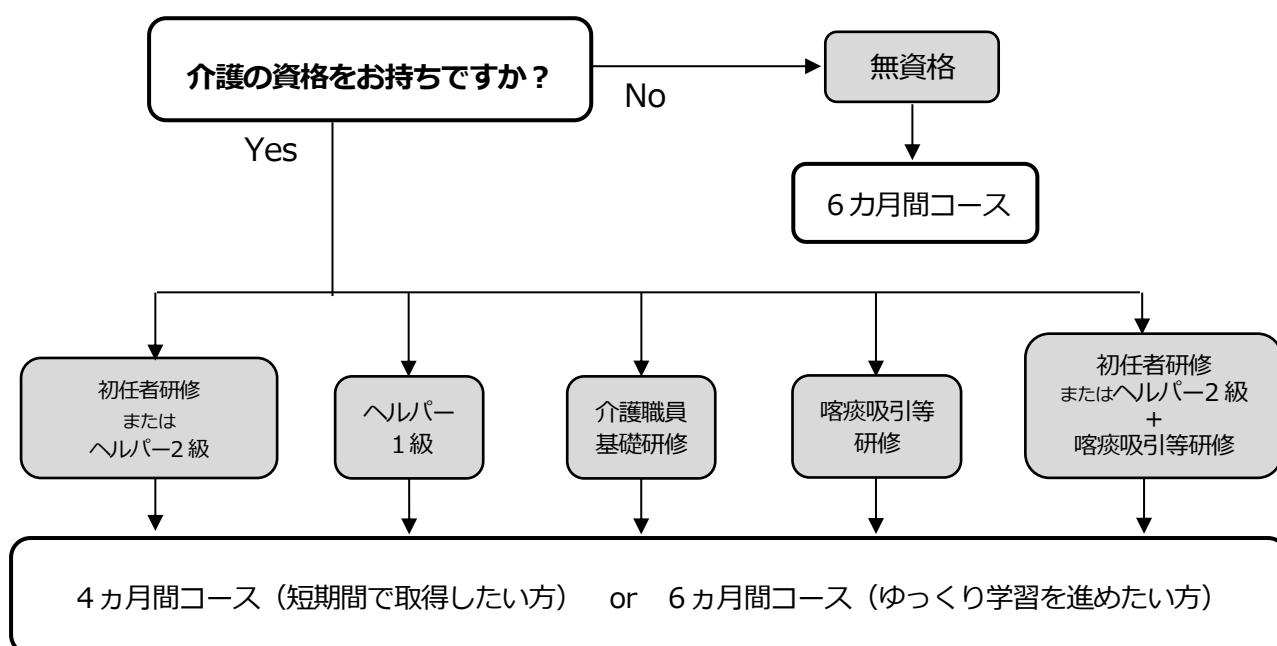 介護の資格をお持ちですか？
No
無資格
Yes
６カ月間コース
初任者研修
または
ヘルパー２級
ヘルパー
１級
介護職員
基礎研修
喀痰吸引等
研修
初任者研修
またはヘルパー２級
+
喀痰吸引等研修
４ヵ月間コース（短期間で取得したい方）　or　６ヵ月間コース（ゆっくり学習を進めたい方）